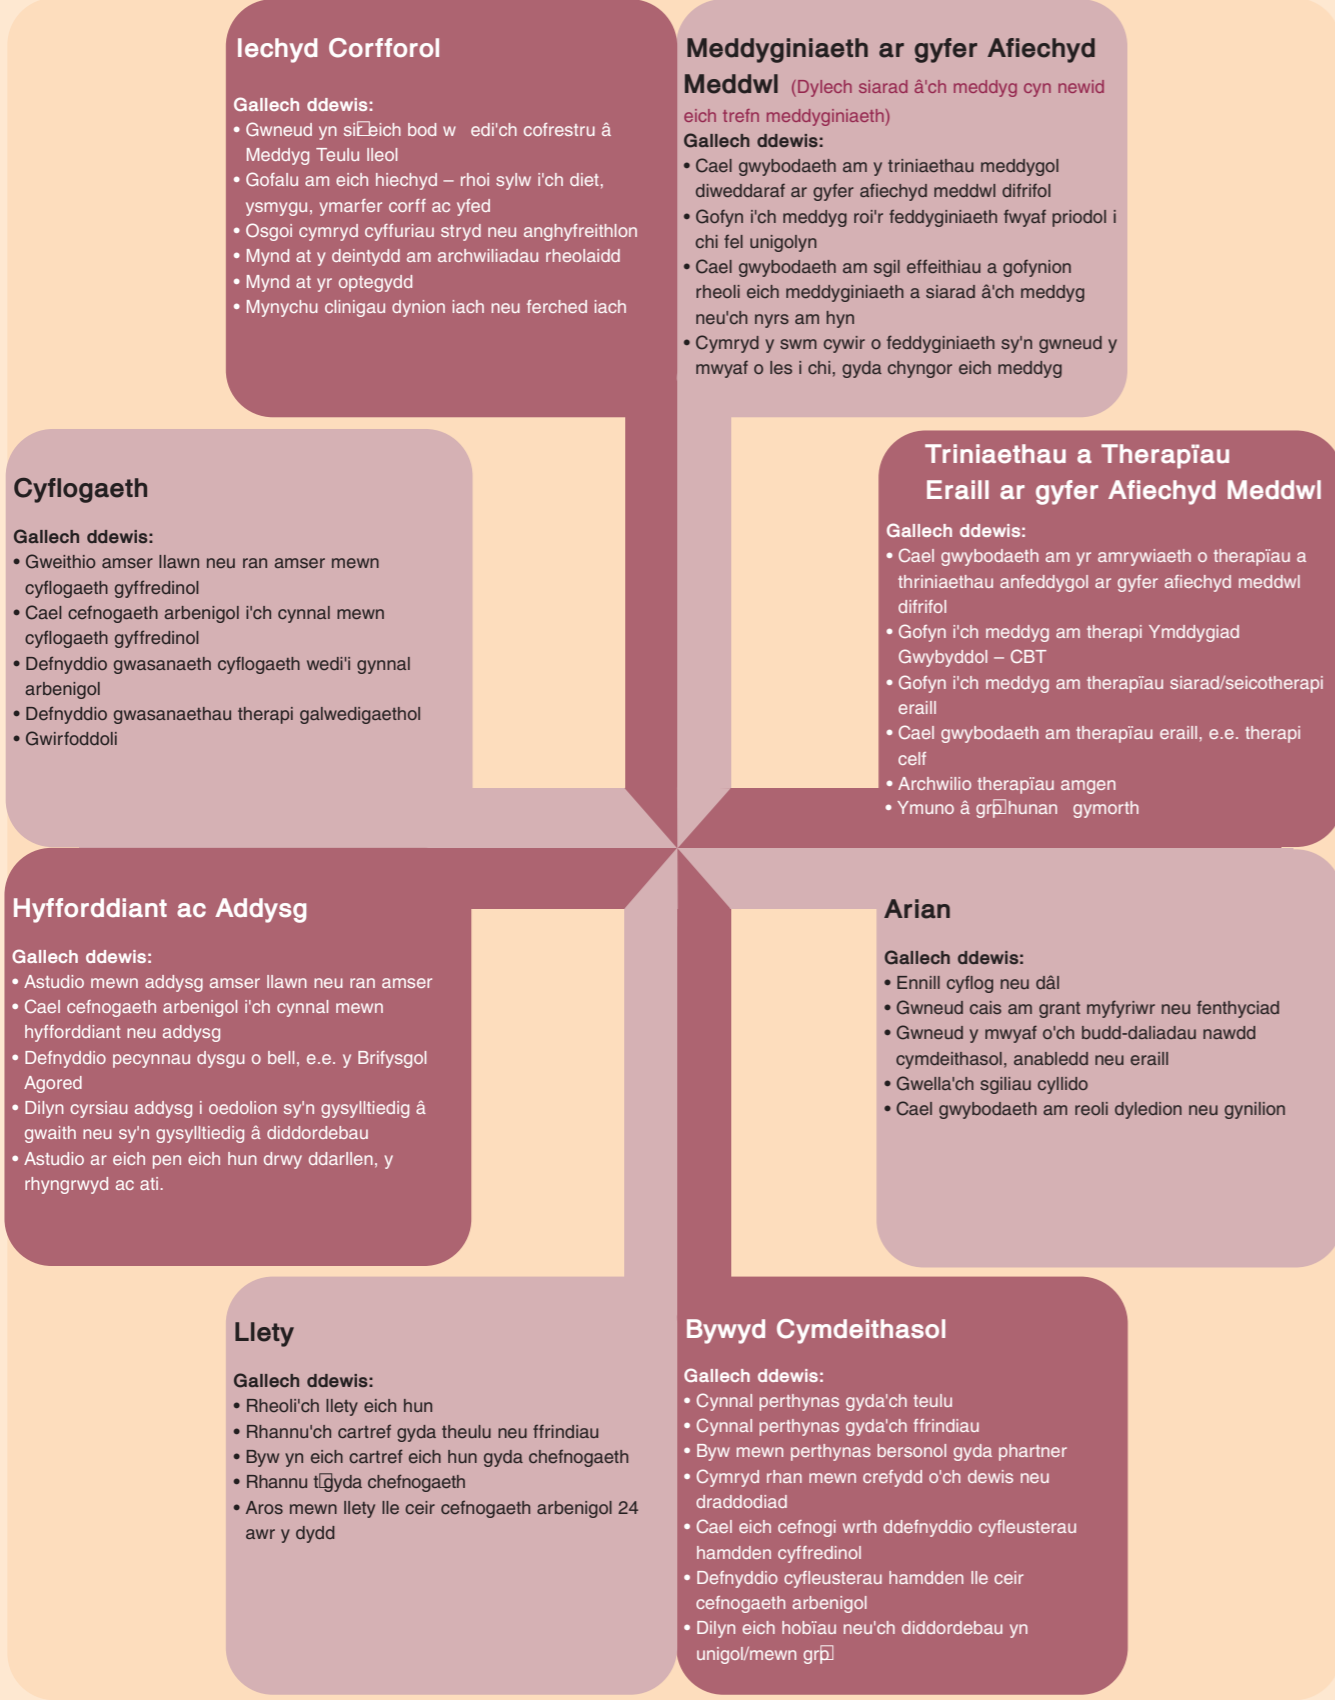 Iechyd Corfforol
Gallech ddewis:
• Gwneud yn si eich bod w edi'ch cofrestru â
Meddyg Teulu lleol
• Gofalu am eich hiechyd – rhoi sylw i'ch diet,
ysmygu, ymarfer corff ac yfed
• Osgoi cymryd cyffuriau stryd neu anghyfreithlon
• Mynd at y deintydd am archwiliadau rheolaidd
• Mynd at yr optegydd
• Mynychu clinigau dynion iach neu ferched iach
Meddyginiaeth ar gyfer Afiechyd
Meddwl (Dylech siarad â'ch meddyg cyn newid
eich trefn meddyginiaeth)
Gallech ddewis:
• Cael gwybodaeth am y triniaethau meddygol
diweddaraf ar gyfer afiechyd meddwl difrifol
• Gofyn i'ch meddyg roi'r feddyginiaeth fwyaf priodol i
chi fel unigolyn
• Cael gwybodaeth am sgil effeithiau a gofynion
rheoli eich meddyginiaeth a siarad â'ch meddyg
neu'ch nyrs am hyn
• Cymryd y swm cywir o feddyginiaeth sy'n gwneud y
mwyaf o les i chi, gyda chyngor eich meddyg
Cyflogaeth
Gallech ddewis:
• Gweithio amser llawn neu ran amser mewn
cyflogaeth gyffredinol
• Cael cefnogaeth arbenigol i'ch cynnal mewn
cyflogaeth gyffredinol
• Defnyddio gwasanaeth cyflogaeth wedi'i gynnal
arbenigol
• Defnyddio gwasanaethau therapi galwedigaethol
• Gwirfoddoli
Triniaethau a Therapïau
Eraill ar gyfer Afiechyd Meddwl
Gallech ddewis:
• Cael gwybodaeth am yr amrywiaeth o therapïau a
thriniaethau anfeddygol ar gyfer afiechyd meddwl
difrifol
• Gofyn i'ch meddyg am therapi Ymddygiad
Gwybyddol – CBT
• Gofyn i'ch meddyg am therapïau siarad/seicotherapi
eraill
• Cael gwybodaeth am therapïau eraill, e.e. therapi
celf
• Archwilio therapïau amgen
• Ymuno â grp hunan gymorth
Hyfforddiant ac Addysg
Gallech ddewis:
• Astudio mewn addysg amser llawn neu ran amser
• Cael cefnogaeth arbenigol i'ch cynnal mewn
hyfforddiant neu addysg
• Defnyddio pecynnau dysgu o bell, e.e. y Brifysgol
Agored
• Dilyn cyrsiau addysg i oedolion sy'n gysylltiedig â
gwaith neu sy'n gysylltiedig â diddordebau
• Astudio ar eich pen eich hun drwy ddarllen, y
rhyngrwyd ac ati.
Arian
Gallech ddewis:
• Ennill cyflog neu dâl
• Gwneud cais am grant myfyriwr neu fenthyciad
• Gwneud y mwyaf o'ch budd-daliadau nawdd
cymdeithasol, anabledd neu eraill
• Gwella'ch sgiliau cyllido
• Cael gwybodaeth am reoli dyledion neu gynilion
Llety
Gallech ddewis:
• Rheoli'ch llety eich hun
• Rhannu'ch cartref gyda theulu neu ffrindiau
• Byw yn eich cartref eich hun gyda chefnogaeth
• Rhannu t gyda chefnogaeth
• Aros mewn llety lle ceir cefnogaeth arbenigol 24
awr y dydd
Bywyd Cymdeithasol
Gallech ddewis:
• Cynnal perthynas gyda'ch teulu
• Cynnal perthynas gyda'ch ffrindiau
• Byw mewn perthynas bersonol gyda phartner
• Cymryd rhan mewn crefydd o'ch dewis neu
draddodiad
• Cael eich cefnogi wrth ddefnyddio cyfleusterau
hamdden cyffredinol
• Defnyddio cyfleusterau hamdden lle ceir
cefnogaeth arbenigol
• Dilyn eich hobïau neu'ch diddordebau yn
unigol/mewn grp